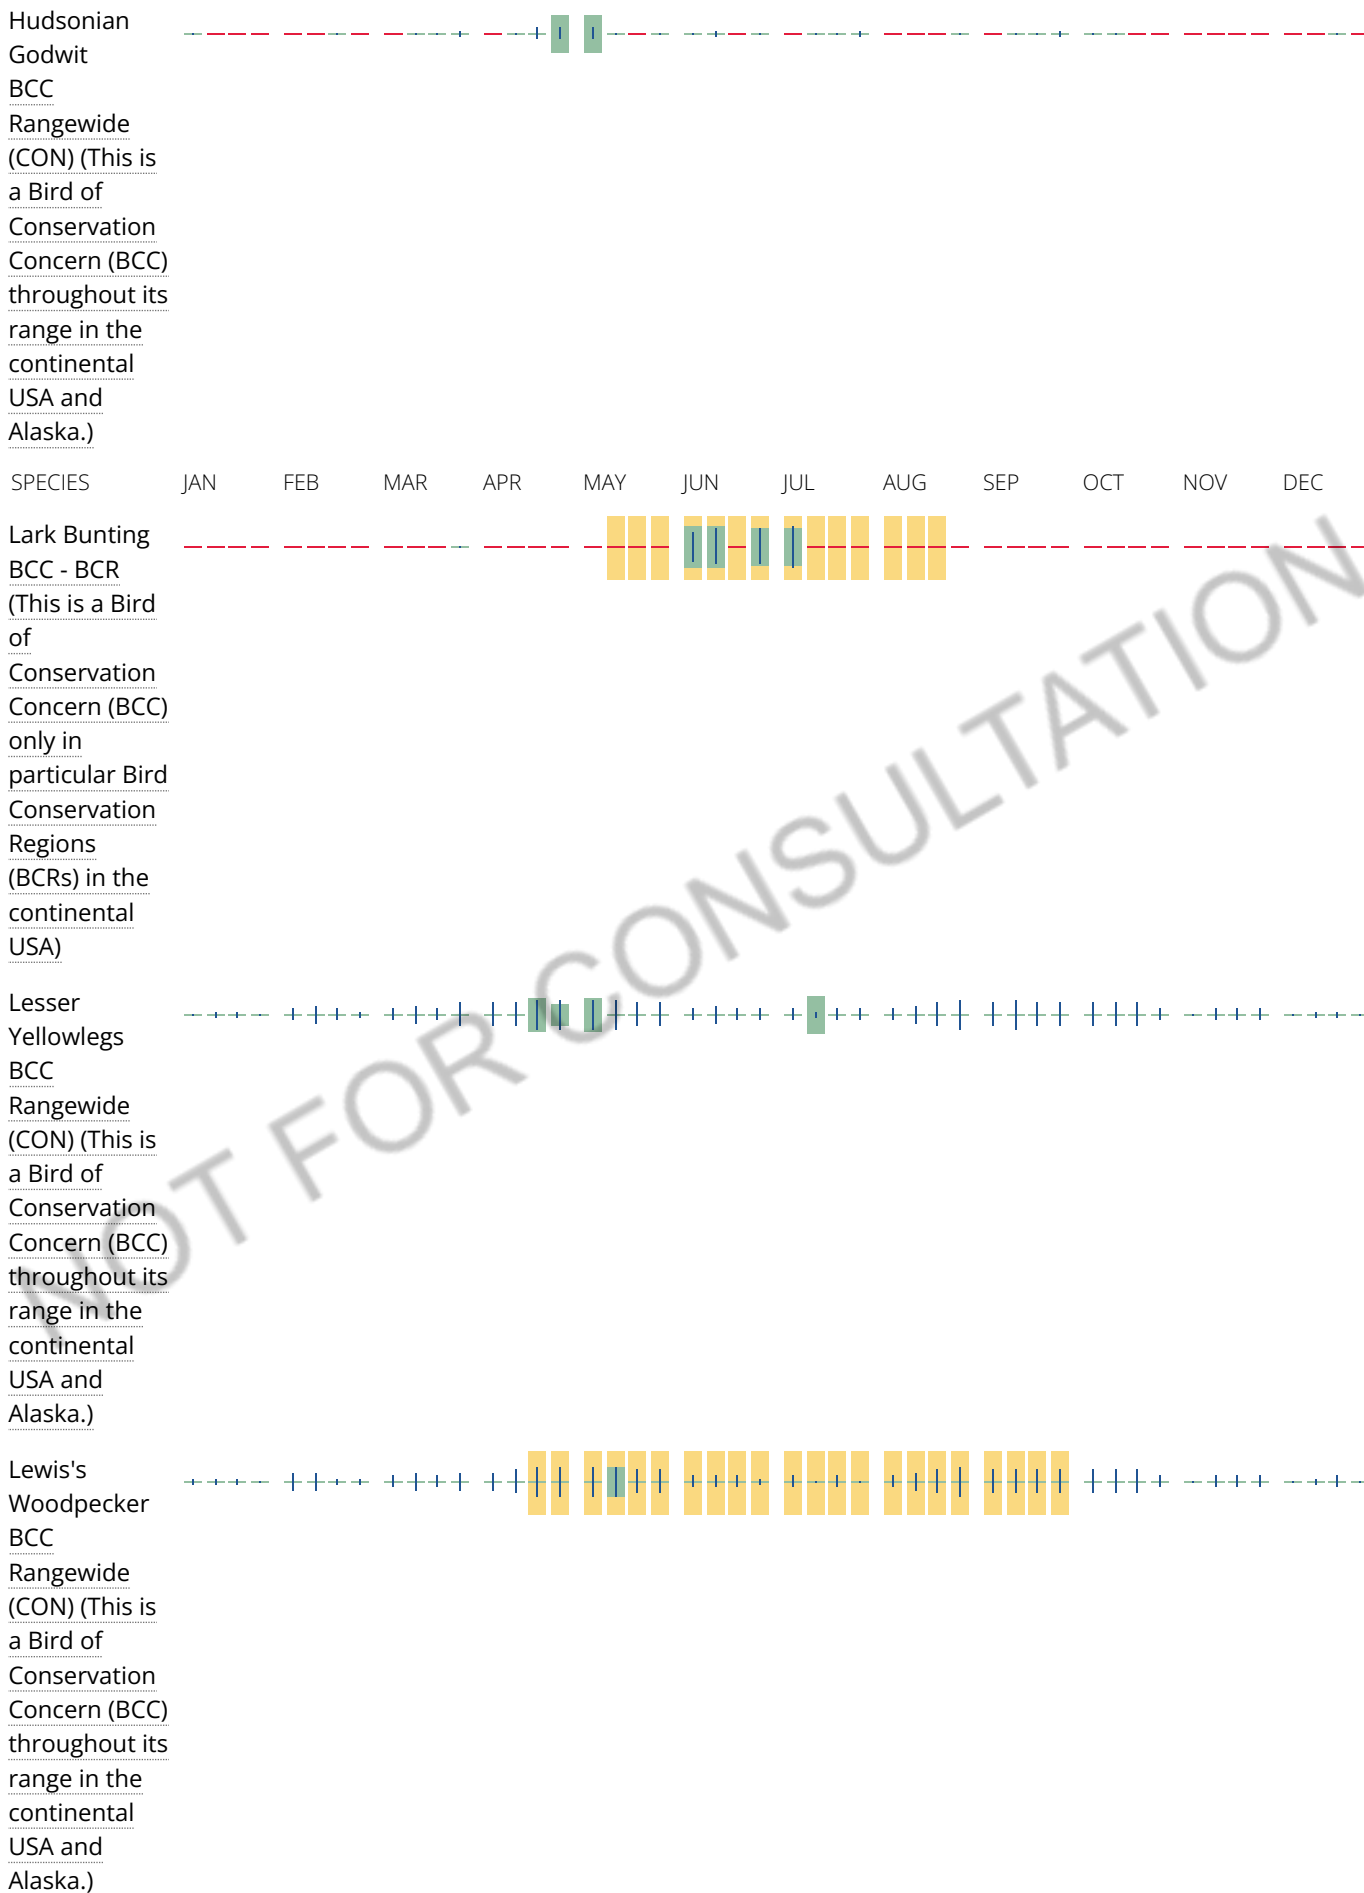 Hudsonian
Godwit
BCC
Rangewide
(CON) (This is
a Bird of
Conservation
Concern (BCC)
throughout its
range in the
continental
USA and
Alaska.)
SPECIES JAN FEB MAR APR MAY JUN JUL AUG SEP OCT NOV DEC
Lark Bunting
BCC - BCR
(This is a Bird
of
Conservation
Concern (BCC)
only in
particular Bird
Conservation
Regions
(BCRs) in the
continental
USA)
Lesser
Yellowlegs
BCC
Rangewide
(CON) (This is
a Bird of
Conservation
Concern (BCC)
throughout its
range in the
continental
USA and
Alaska.)
Lewis's
Woodpecker
BCC
Rangewide
(CON) (This is
a Bird of
Conservation
Concern (BCC)
throughout its
range in the
continental
USA and
Alaska.)
NOT FOR CONSULTATION